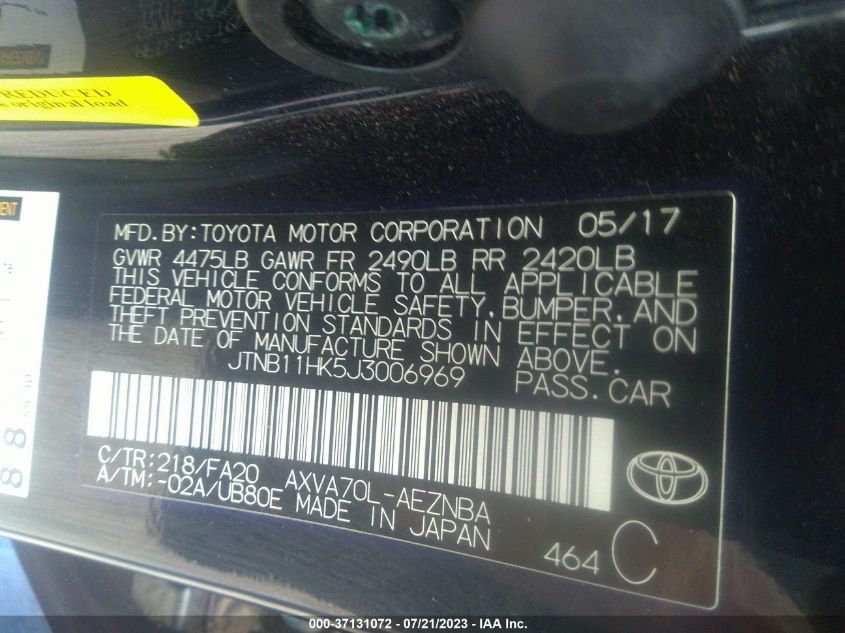 REDUCED
original load
MFD.BY:TOYOTA MOTOR CORPORATION 05/17
GVWR 4475LB GAWR FR 2490LB RR 2420LB
THIS VEHICLE CONFORMS TO ALL APPLICABLE
FEDERAL MOTOR VEHICLE SAFETY,BUMPER,AND
THEFT PREVENTION STANDARDS IN EFFECT ON
THE DATE OF MANUFACTURE SHOWN ABOVE.
JTNB11HK5J3006969 PASS.CAR
C/TR:218/FA20 AXVA70L-AEZNBA
A/TM:-02A/UB80E MADE IN JAPAN
464 C
000-37131072 / 07/21/2023 - IAA Inc.